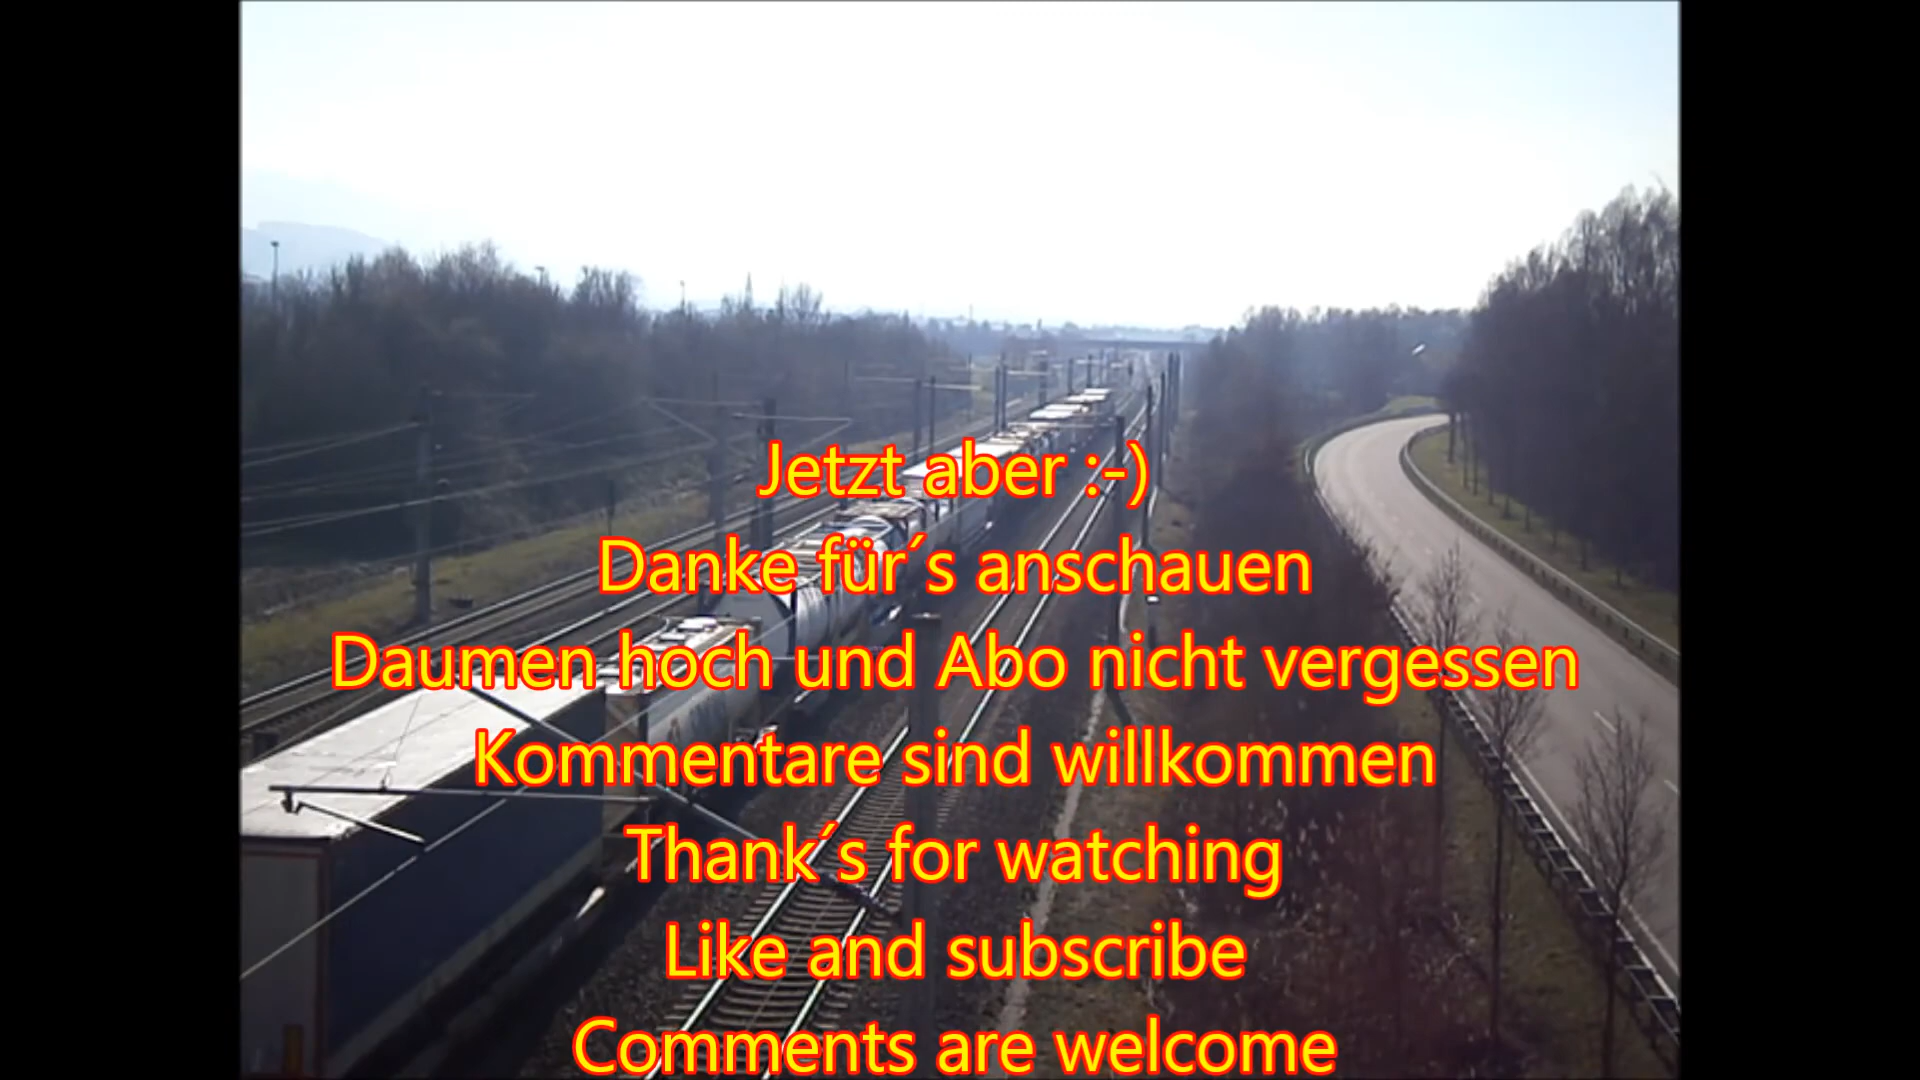 Jetzt aber :-)
Danke für´s anschauen
Daumen hoch und Abo nicht vergessen
Kommentare sind willkommen
Thank´s for watching
Like and subscribe
Comments are welcome